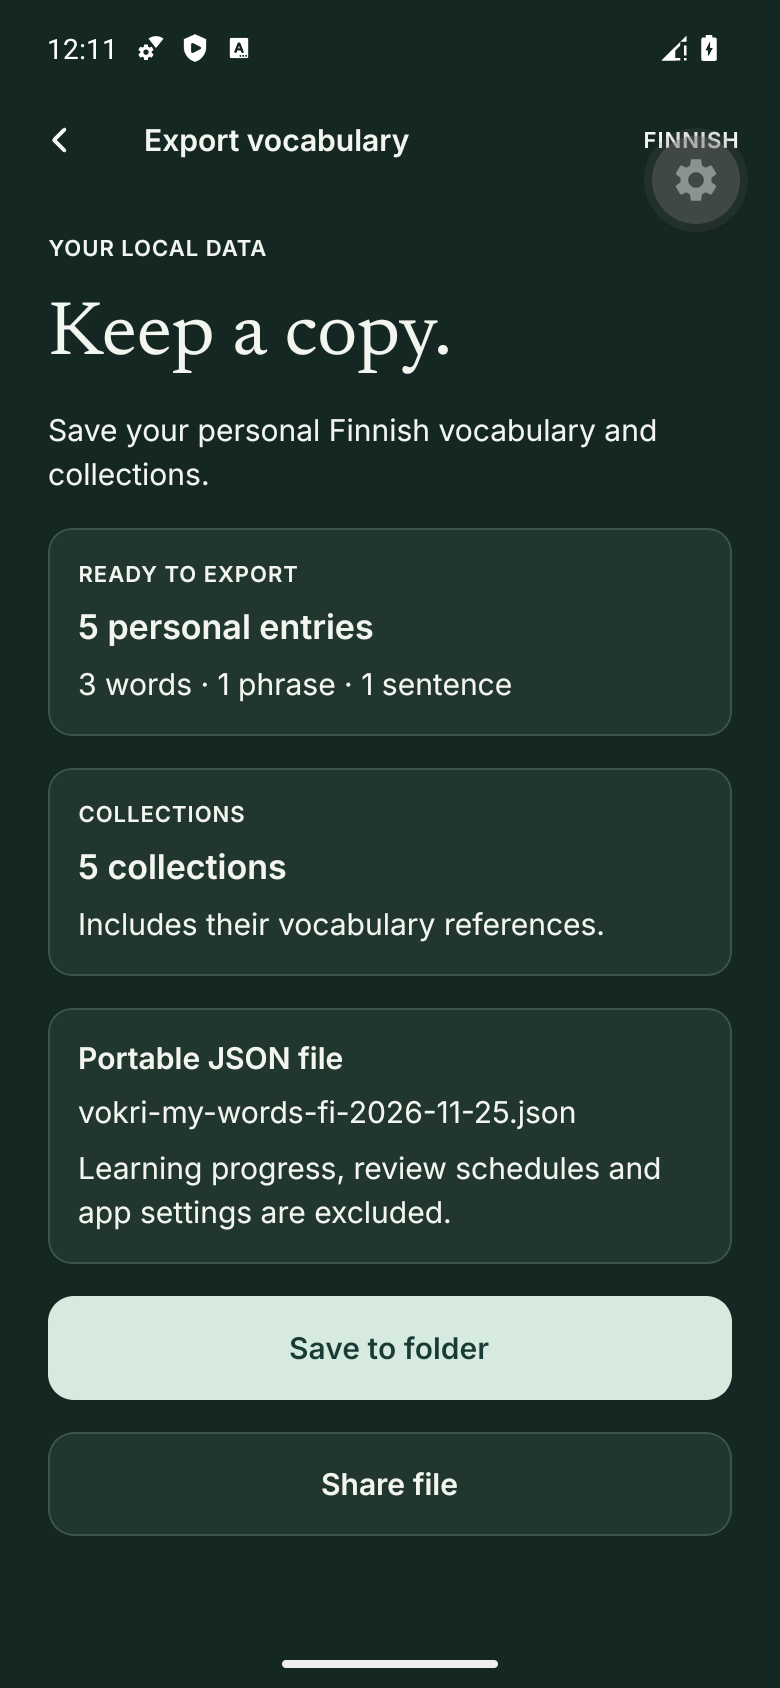 12:11
Export vocabulary
FINNISH
YOUR LOCAL DATA
Keep a copy.
Save your personal Finnish vocabulary and
collections.
READY TO EXPORT
5 personal entries
3 words · 1 phrase · 1 sentence
COLLECTIONS
5 collections
Includes their vocabulary references.
Portable JSON file
vokri-my-words-fi-2026-11-25.json
Learning progress, review schedules and
app settings are excluded.
Save to folder
Share file